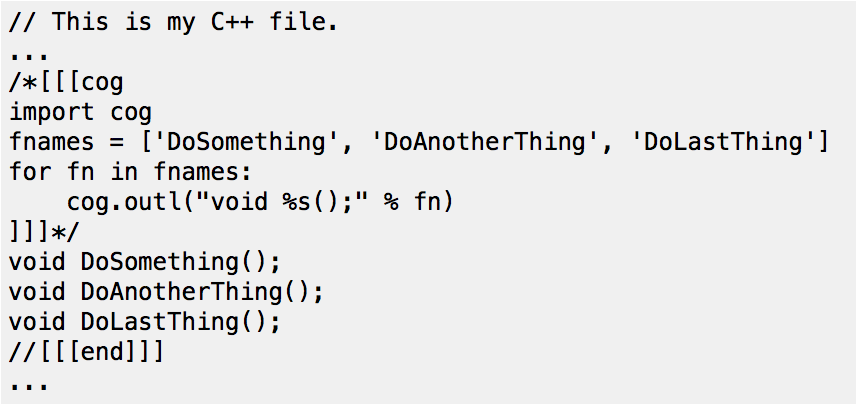 // This is my C++ file.
...
/*[[[cog
import cog
fnames = ['DoSomething', 'DoAnotherThing', 'DoLastThing']
for fn in fnames:
    cog.outl("void %s();" % fn)
]]]*/
void DoSomething();
void DoAnotherThing();
void DoLastThing();
//[[[end]]]
...